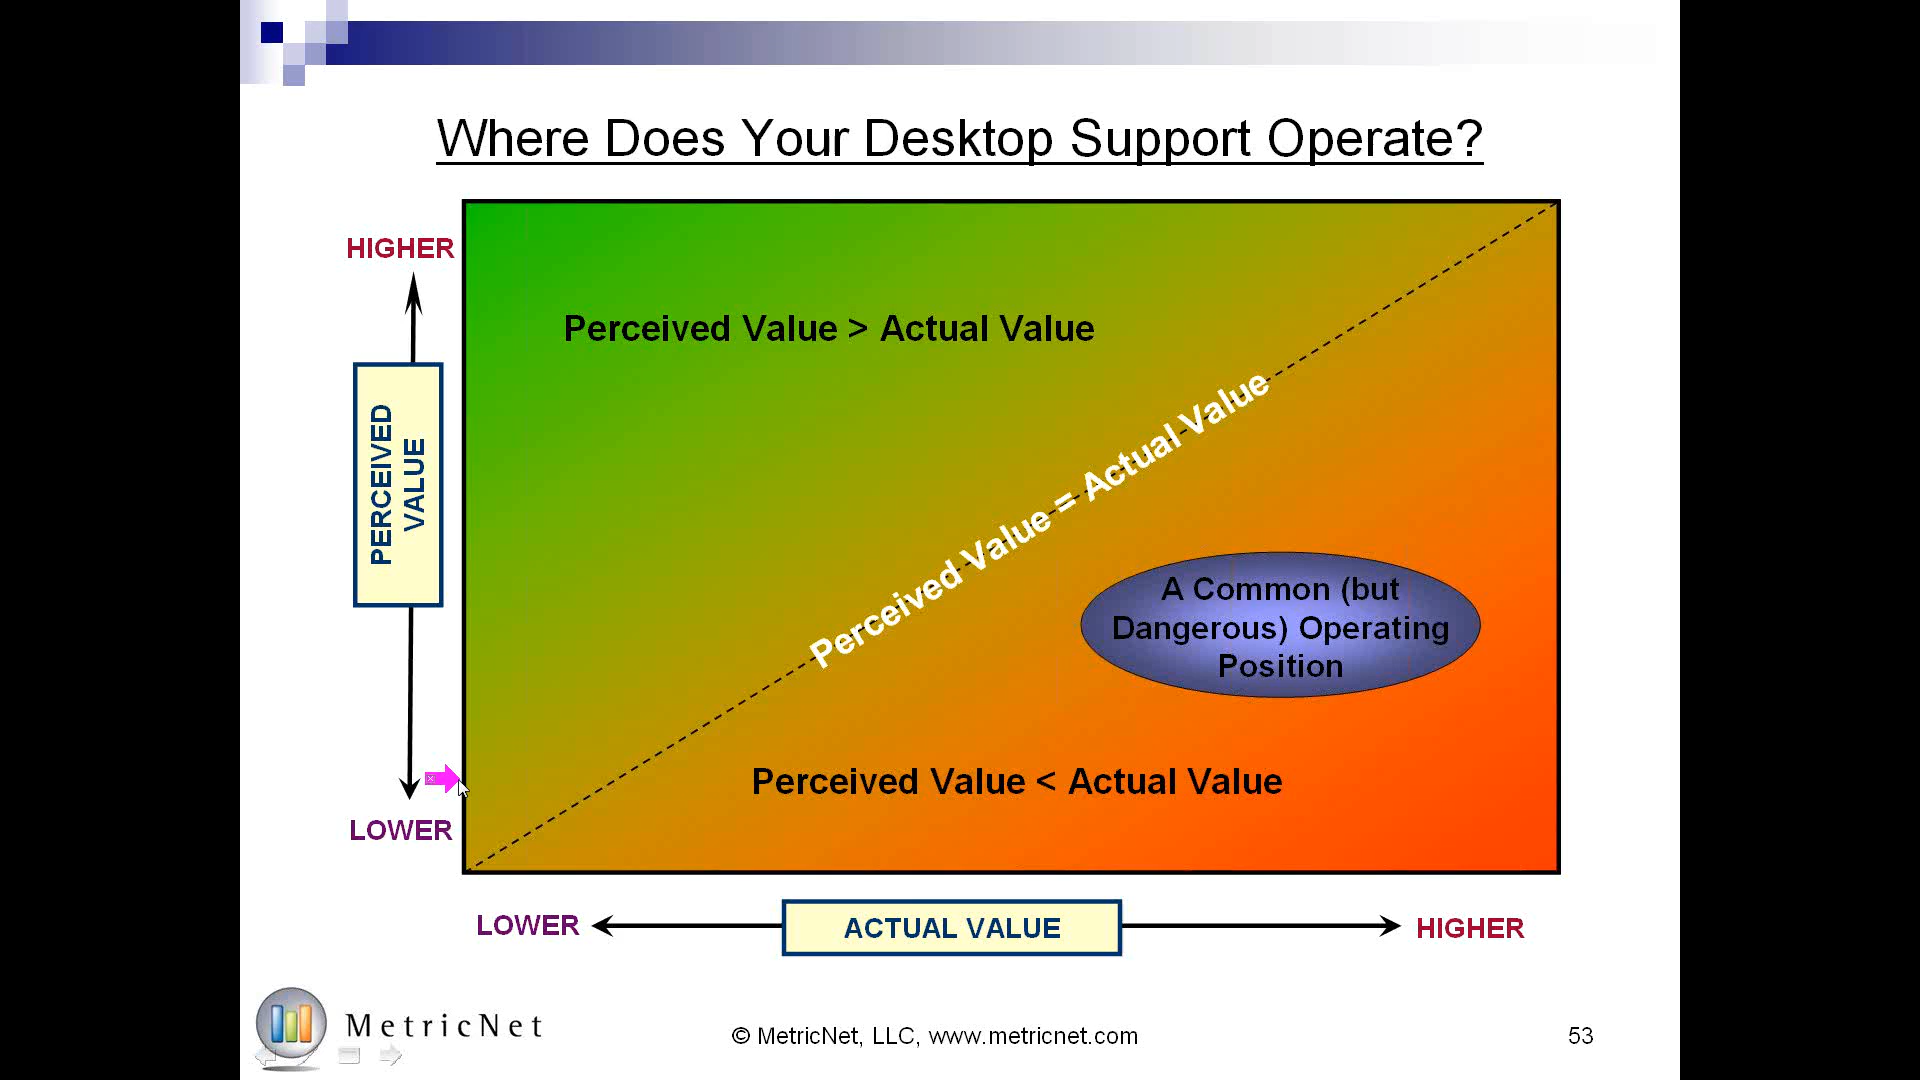 Where Does Your Desktop Support Operate?
HIGHER
Perceived Value > Actual Value
PERCEIVED
VALUE
Perceived Value = Actual Value
A Common (but
Dangerous) Operating
Position
Perceived Value < Actual Value
LOWER
LOWER
ACTUAL VALUE
HIGHER
MetricNet
© MetricNet, LLC, www.metricnet.com
53